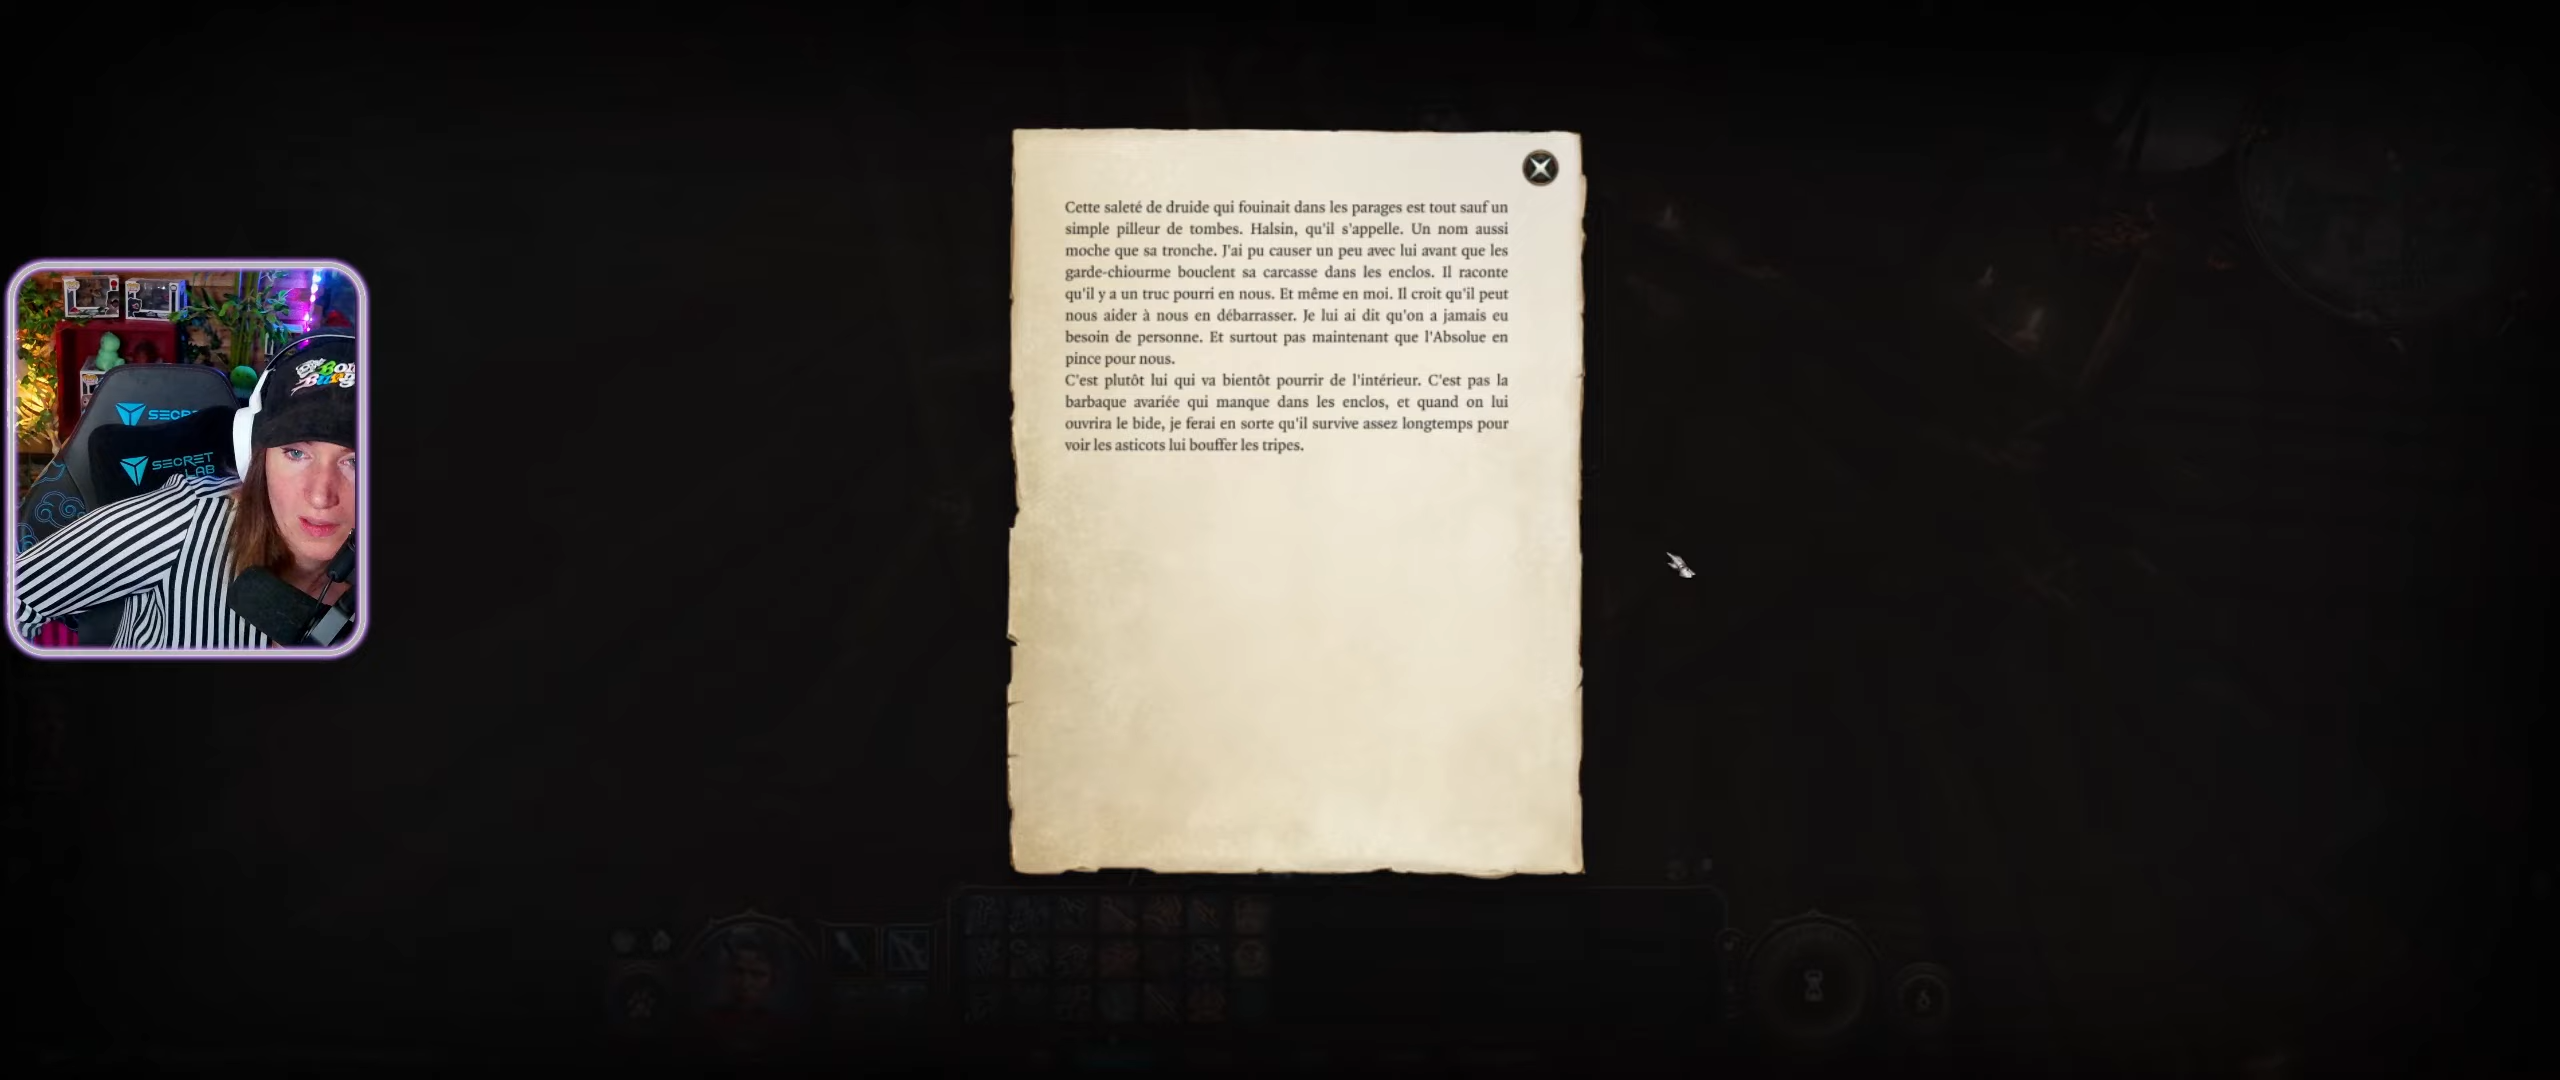 Cette saleté de druide qui fouinait dans les parages est tout sauf un
simple pilleur de tombes. Halsin, qu'il s'appelle. Un nom aussi
moche que sa tronche. J'ai pu causer un peu avec lui avant que les
garde-chiourme bouclent sa carcasse dans les enclos. Il raconte
qu'il y a un truc pourri en nous. Et même en moi. Il croit qu'il peut
nous aider à nous en débarrasser. Je lui ai dit qu'on a jamais eu
besoin de personne. Et surtout pas maintenant que l'Absolue en
pince pour nous.
C'est plutôt lui qui va bientôt pourrir de l'intérieur. C'est pas la
barbaque avariée qui manque dans les enclos, et quand on lui
ouvrira le bide, je ferai en sorte qu'il survive assez longtemps pour
voir les asticots lui bouffer les tripes.
SECRET
LAB